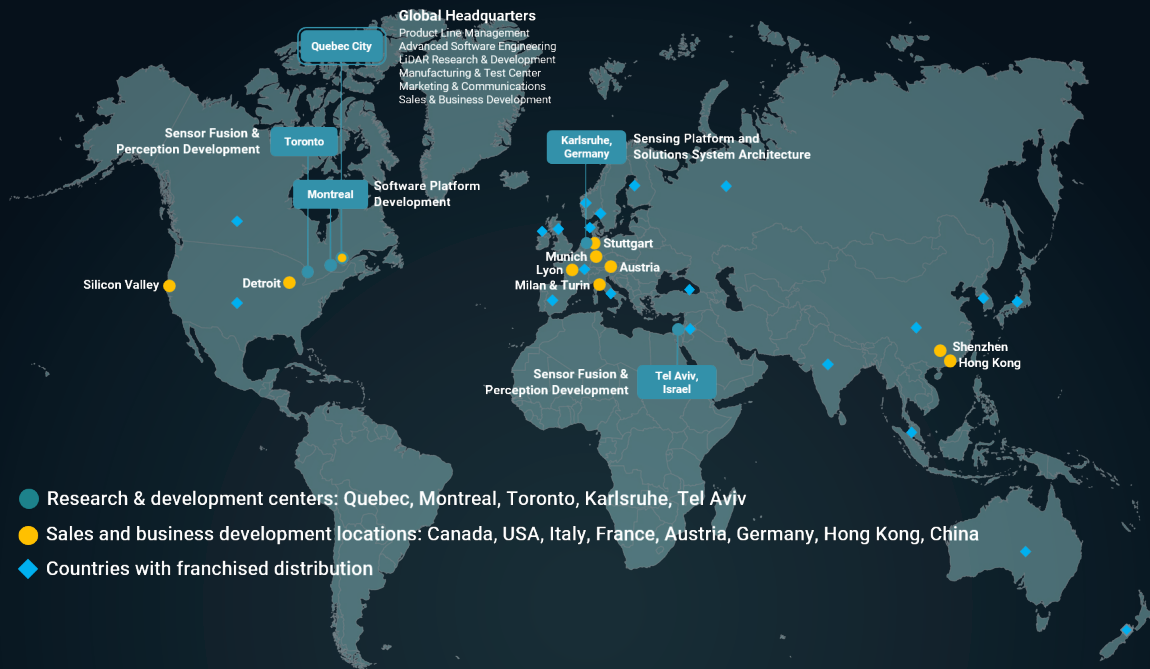 Global Headquarters
Quebec City
Product Line Management
Advanced Software Engineering
LiDAR Research & Development
Manufacturing & Test Center
Marketing & Communications
Sales & Business Development
Sensor Fusion &
Perception Development
Toronto
Karlsruhe,
Germany
Sensing Platform and
Solutions System Architecture
Montreal
Software Platform
Development
Stuttgart
Munich
Lyon
Austria
Milan & Turin
Silicon Valley
Detroit
Shenzhen
Hong Kong
Sensor Fusion &
Perception Development
Tel Aviv,
Israel
Research & development centers: Quebec, Montreal, Toronto, Karlsruhe, Tel Aviv
Sales and business development locations: Canada, USA, Italy, France, Austria, Germany, Hong Kong, China
Countries with franchised distribution